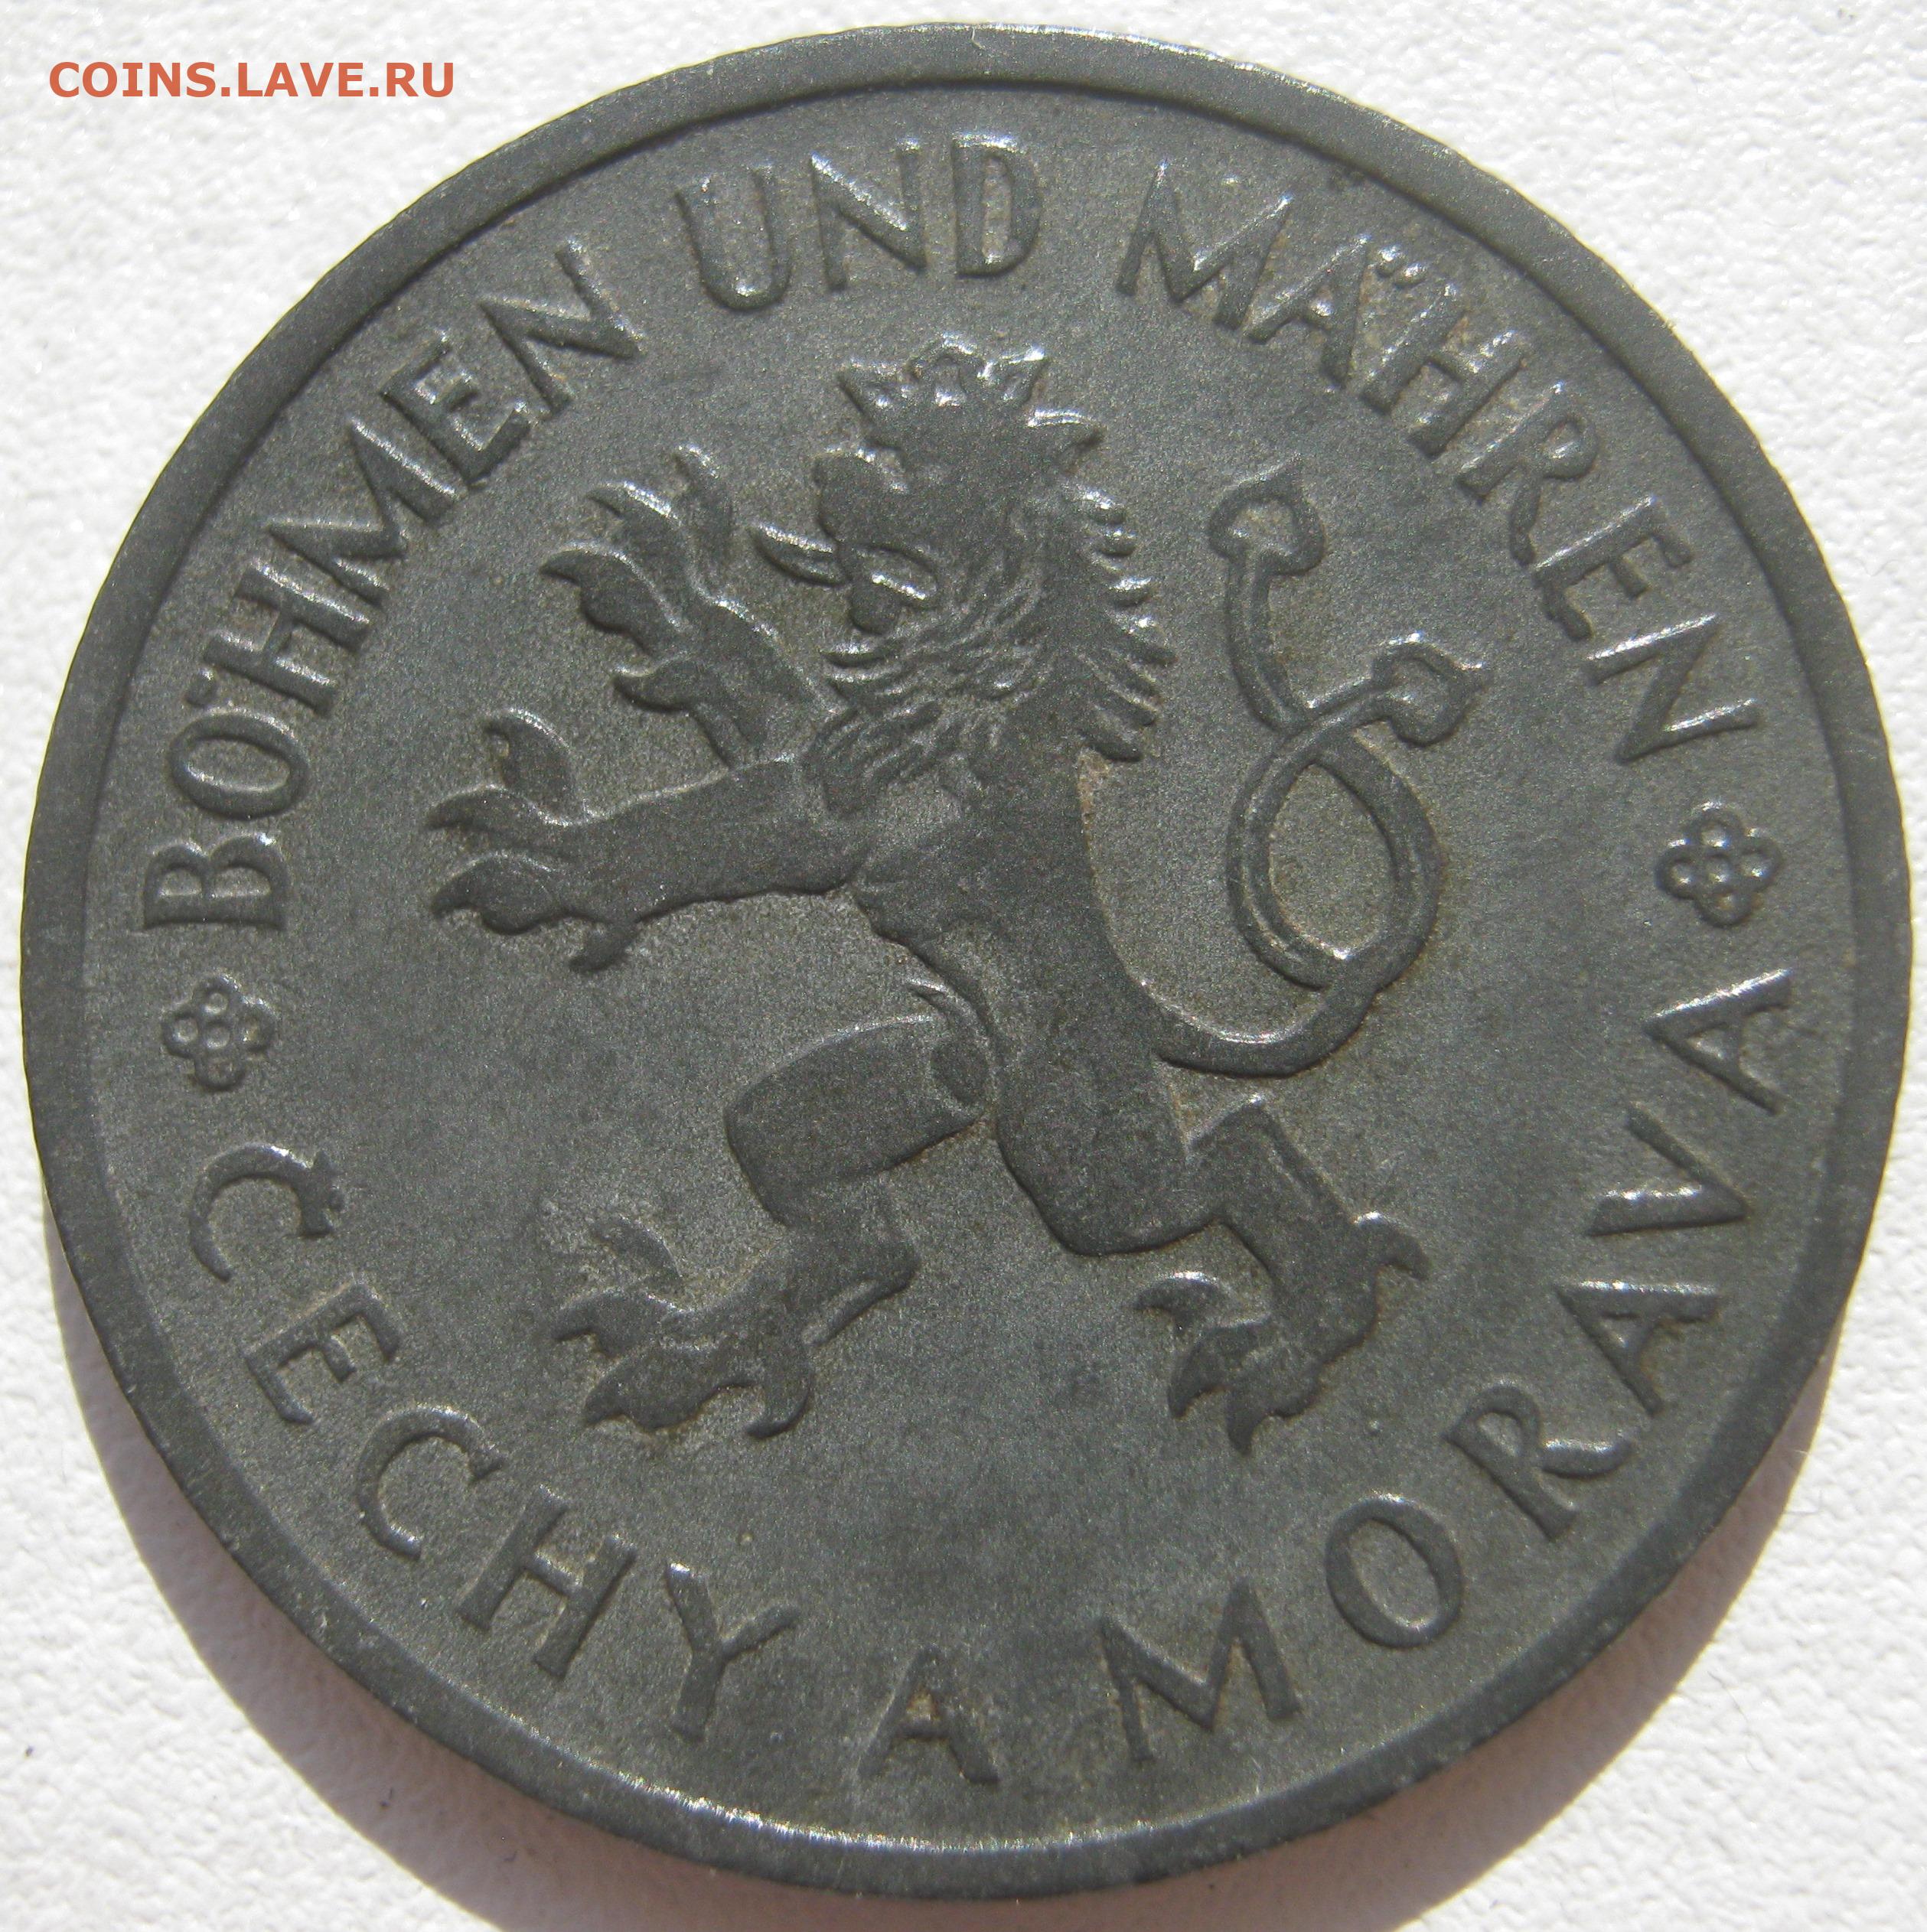 COINS.LAVE.RU
BÖHMEN UND MÄHREN
ČECHY A MORAVA